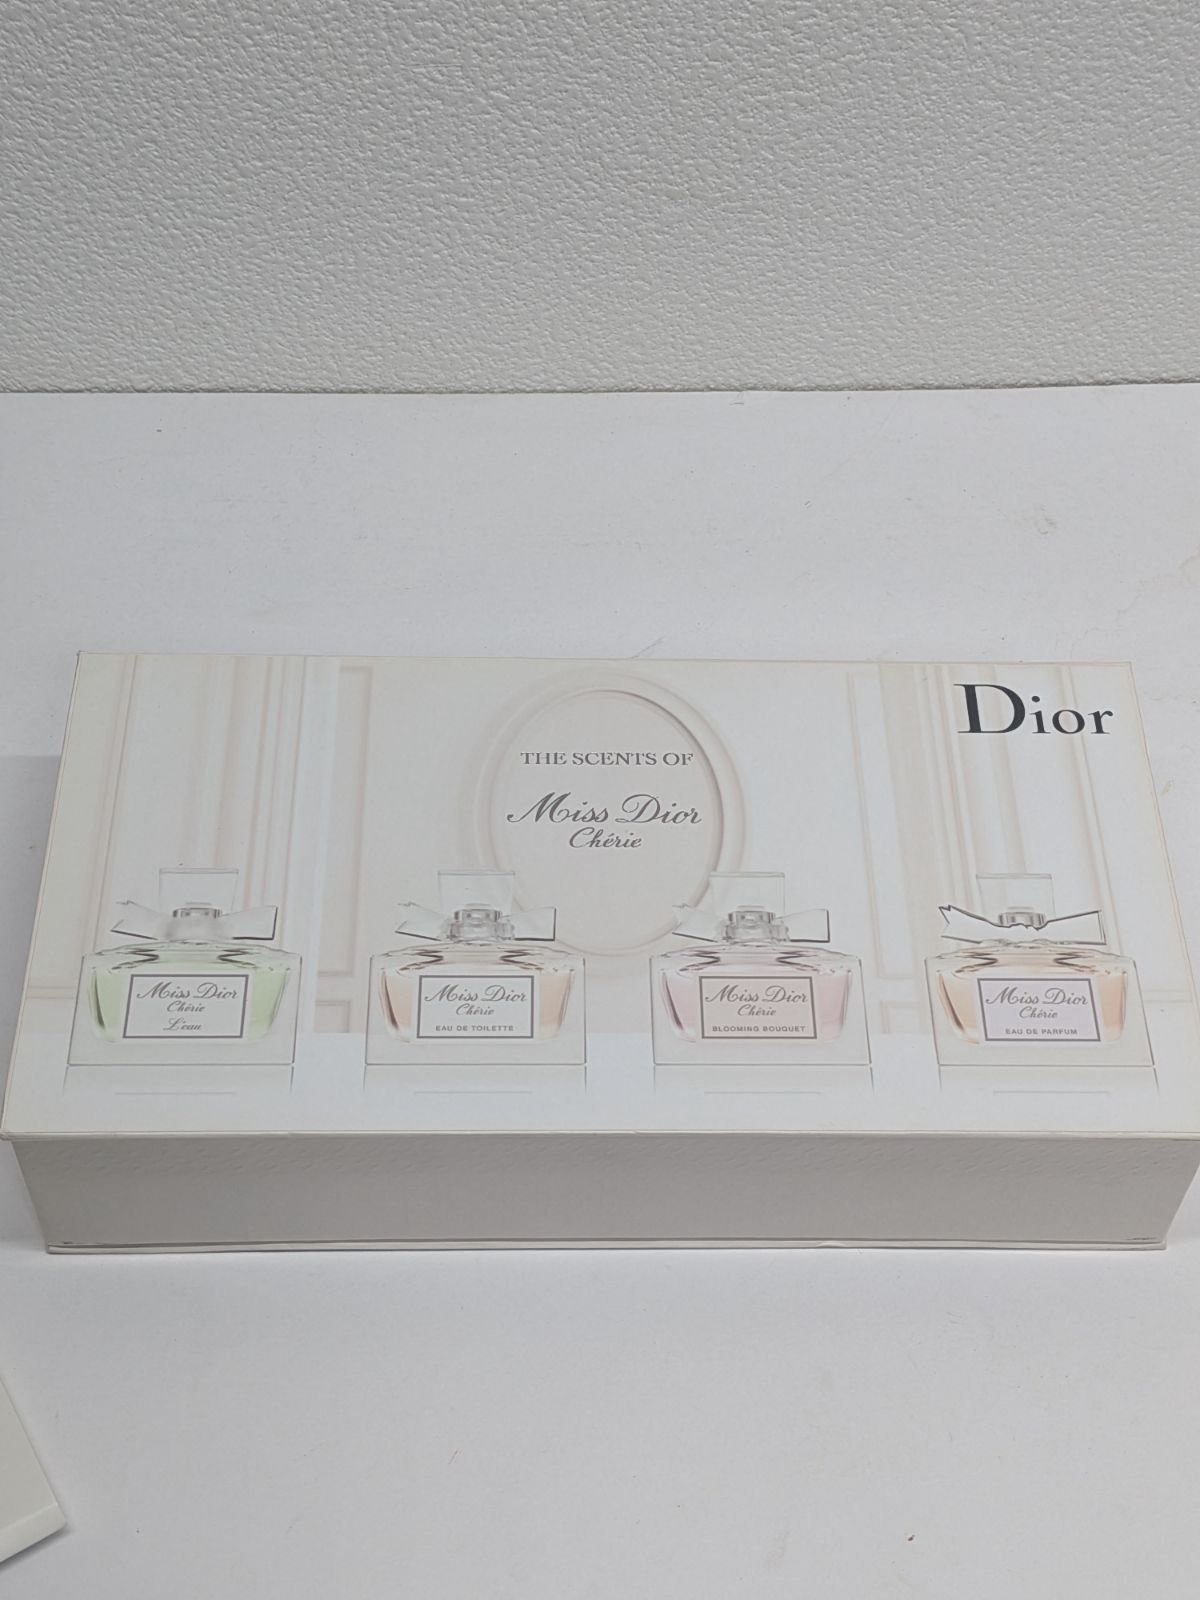 Dior
THE SCENTS OF
Miss Dior
Chérie
Miss Dior
Chérie
L'eau
Miss Dior
Chérie
EAU DE TOILETTE
Miss Dior
Chérie
BLOOMING BOUQUET
Miss Dior
Chérie
EAU DE PARFUM